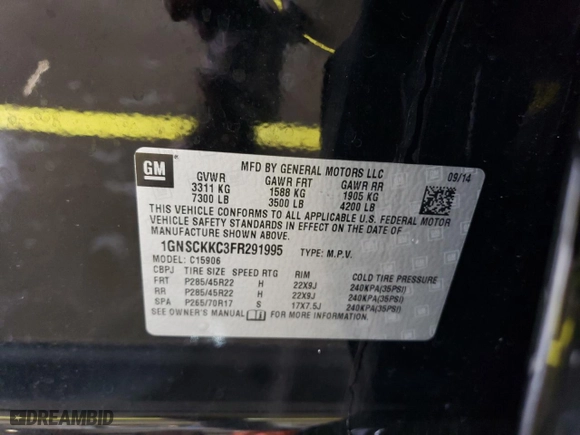 GM
MFD BY GENERAL MOTORS LLC
09/14
GVWR GAWR FRT GAWR RR
3311 KG 1588 KG 1905 KG
7300 LB 3500 LB 4200 LB
THIS VEHICLE CONFORMS TO ALL APPLICABLE U.S. FEDERAL MOTOR
VEHICLE SAFETY STANDARDS IN EFFECT ON THE DATE OF
MANUFACTURE SHOWN ABOVE.
1GNSCKKC3FR291995 TYPE: M.P.V.
MODEL: C15906
CBPJ TIRE SIZE SPEED RTG RIM COLD TIRE PRESSURE
FRT P285/45R22 H 22X9J 240KPA(35PSI)
RR P285/45R22 H 22X9J 240KPA(35PSI)
SPA P265/70R17 S 17X7.5J 240KPA(35PSI)
SEE OWNER'S MANUAL FOR MORE INFORMATION.
DREAMBID